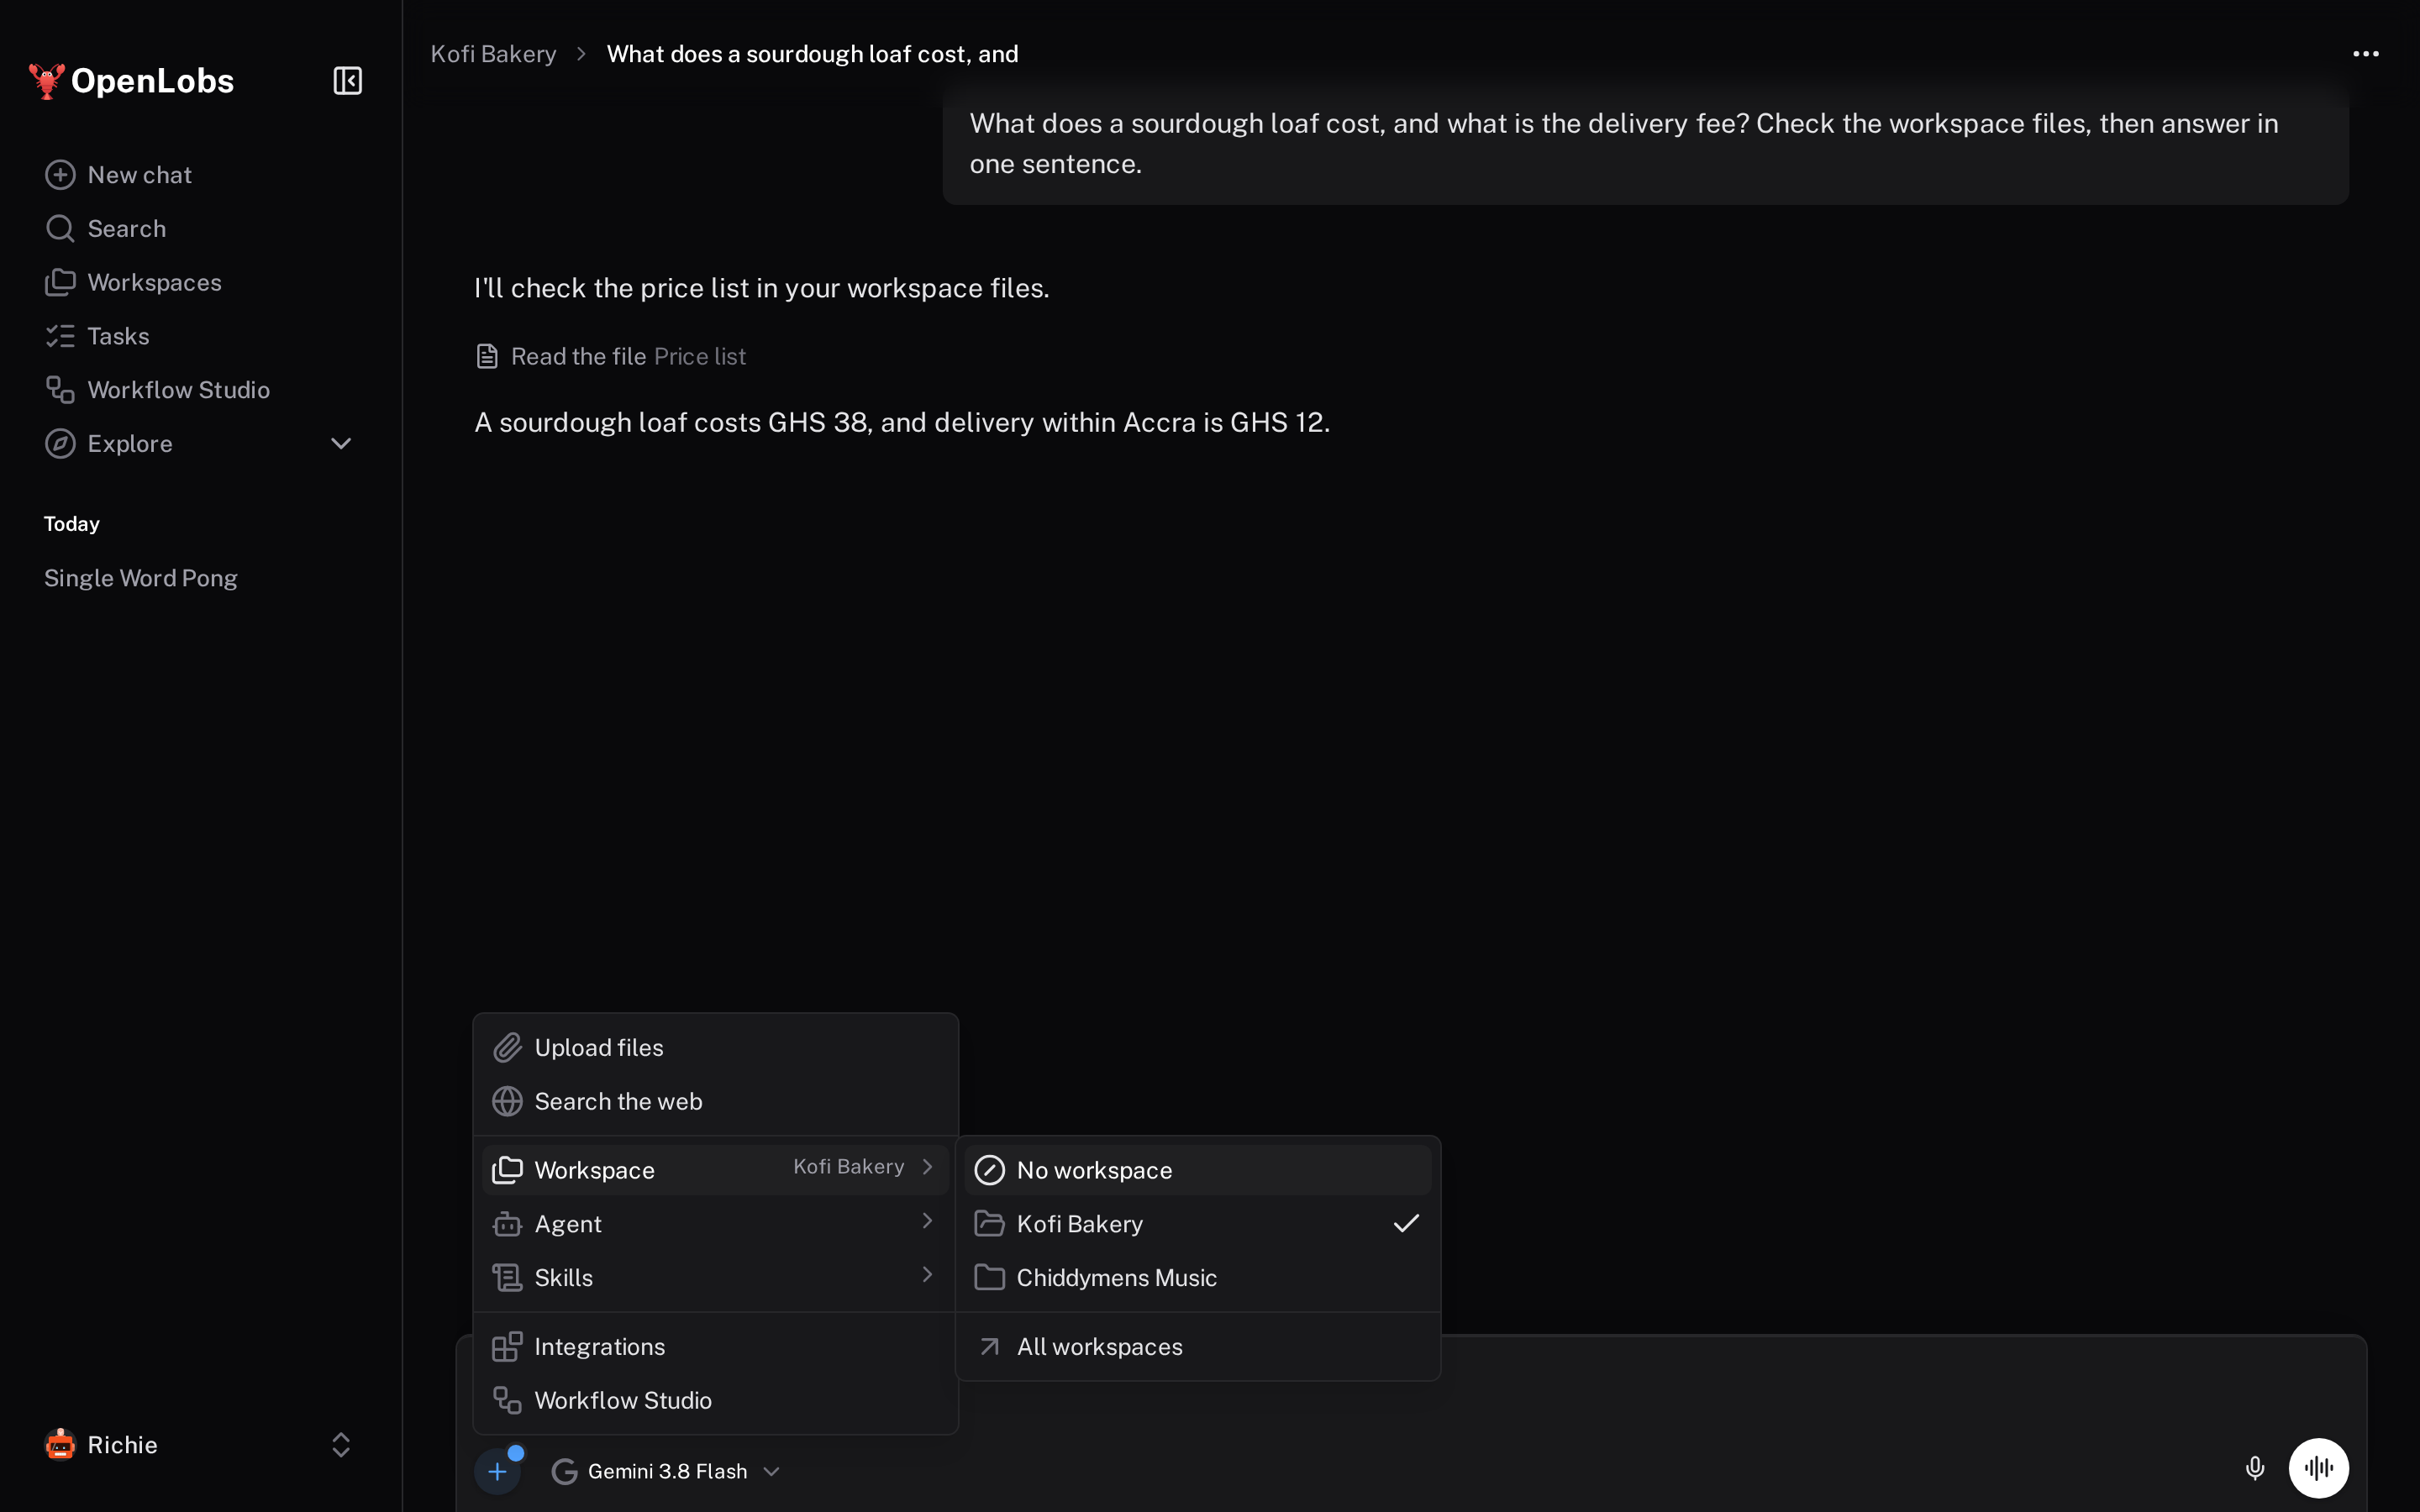 OpenLobs
New chat
Search
Workspaces
Tasks
Workflow Studio
Explore
Today
Single Word Pong
Richie
Kofi Bakery > What does a sourdough loaf cost, and
What does a sourdough loaf cost, and what is the delivery fee? Check the workspace files, then answer in
one sentence.
I'll check the price list in your workspace files.
Read the file Price list
A sourdough loaf costs GHS 38, and delivery within Accra is GHS 12.
Upload files
Search the web
Workspace Kofi Bakery
Agent
Skills
Integrations
Workflow Studio
No workspace
Kofi Bakery
Chiddymens Music
All workspaces
Gemini 3.8 Flash